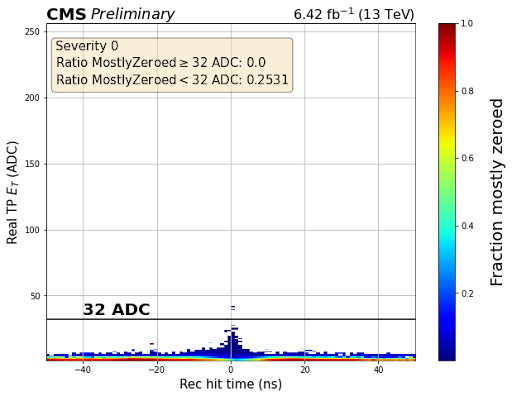 CMS Preliminary
6.42 fb⁻¹ (13 TeV)
Severity 0
Ratio MostlyZeroed ≥ 32 ADC: 0.0
Ratio MostlyZeroed < 32 ADC: 0.2531
32 ADC
250
200
150
100
50
Real TP E_T (ADC)
−40
−20
0
20
40
Rec hit time (ns)
1.0
0.8
0.6
0.4
0.2
Fraction mostly zeroed